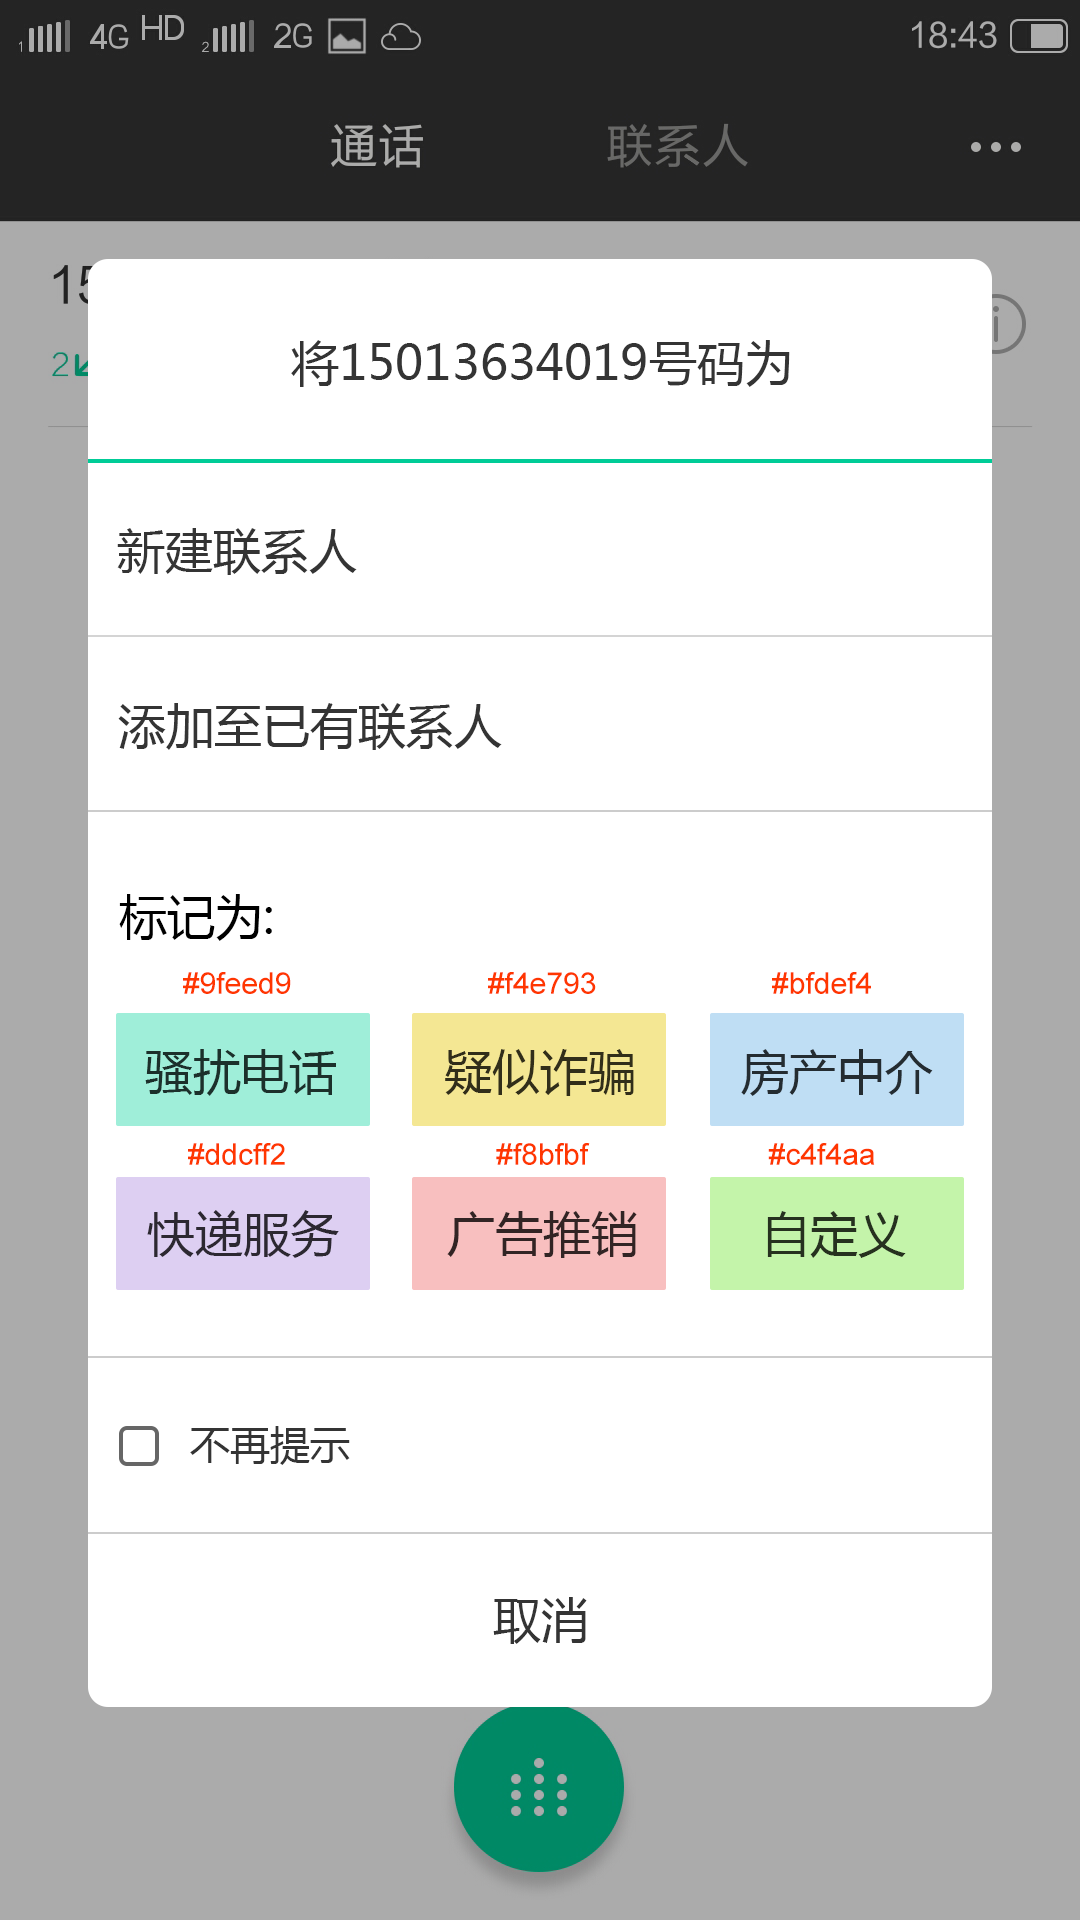 1 4G HD 2 2G 18:43
通话 联系人
15
2
将15013634019号码为
新建联系人
添加至已有联系人
标记为:
#9feed9 #f4e793 #bfdef4
骚扰电话 疑似诈骗 房产中介
#ddcff2 #f8bfbf #c4f4aa
快递服务 广告推销 自定义
不再提示
取消